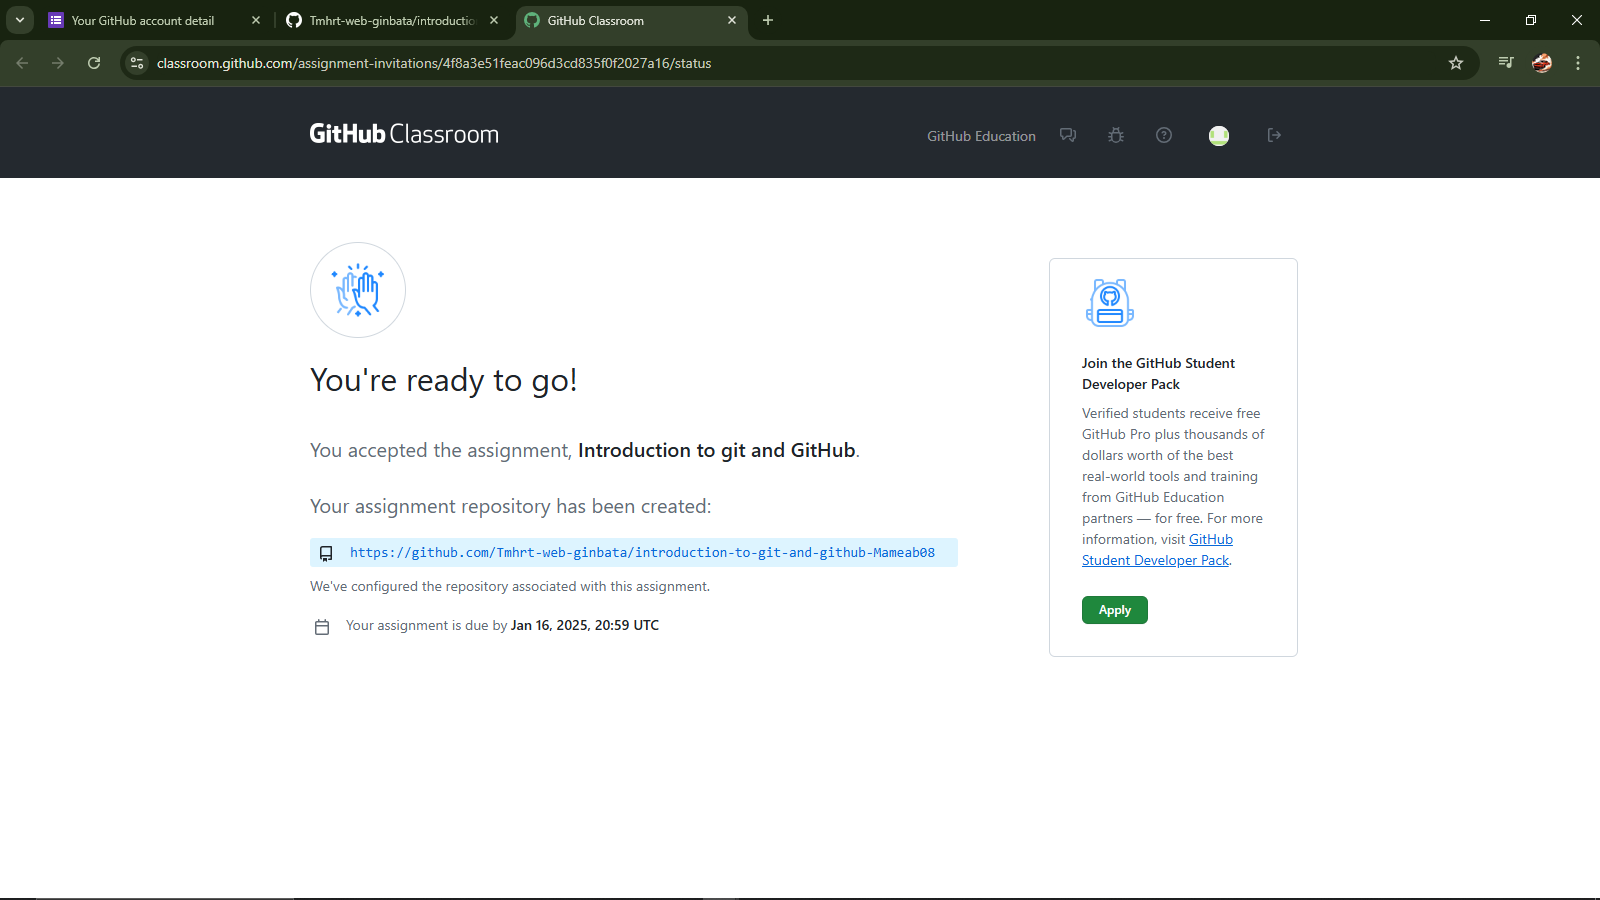 Your GitHub account detail
Tmhrt-web-ginbata/introductio
GitHub Classroom
classroom.github.com/assignment-invitations/4f8a3e51feac096d3cd835f0f2027a16/status
GitHub Classroom
GitHub Education
You're ready to go!
You accepted the assignment, Introduction to git and GitHub.
Your assignment repository has been created:
https://github.com/Tmhrt-web-ginbata/introduction-to-git-and-github-Mameab08
We've configured the repository associated with this assignment.
Your assignment is due by Jan 16, 2025, 20:59 UTC
Join the GitHub Student
Developer Pack
Verified students receive free
GitHub Pro plus thousands of
dollars worth of the best
real-world tools and training
from GitHub Education
partners — for free. For more
information, visit GitHub
Student Developer Pack.
Apply